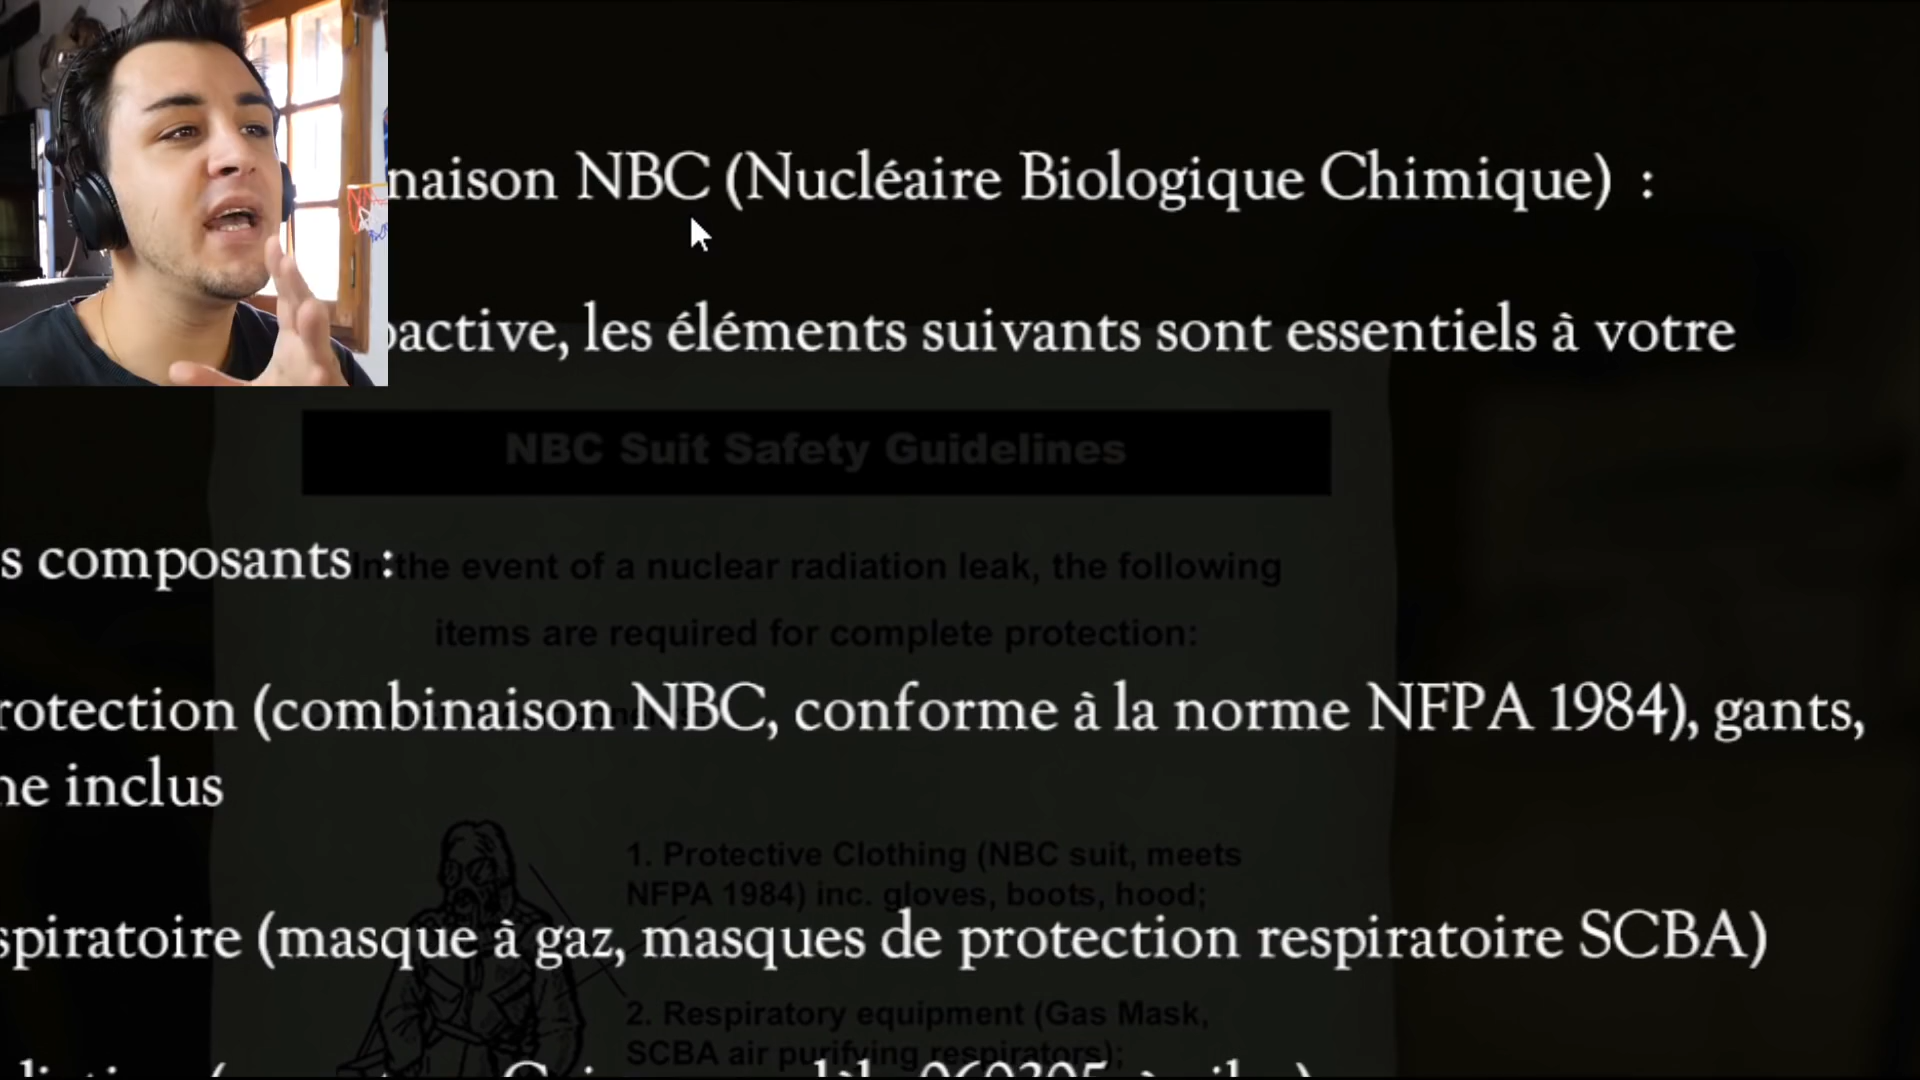 naison NBC (Nucléaire Biologique Chimique) :
active, les éléments suivants sont essentiels à votre
NBC Suit Safety Guidelines
s composants :
In the event of a nuclear radiation leak, the following
items are required for complete protection:
rotection (combinaison NBC, conforme à la norme NFPA 1984), gants,
ne inclus
1. Protective Clothing (NBC suit, meets
NFPA 1984) inc. gloves, boots, hood;
spiratoire (masque à gaz, masques de protection respiratoire SCBA)
2. Respiratory equipment (Gas Mask,
SCBA air purifying respirators);